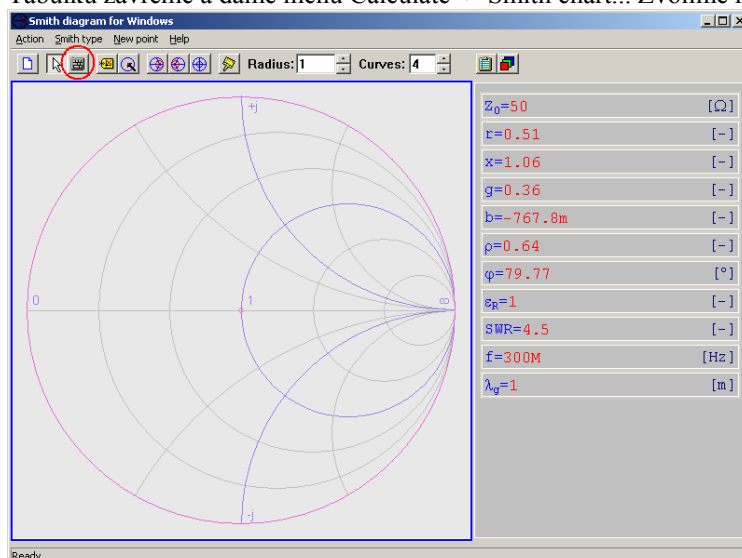 Smith diagram for Windows
Action Smith type New point Help
Radius: 1 Curves: 4
+j
0
1
∞
-j
Z0=50 [Ω]
r=0.51 [-]
x=1.06 [-]
g=0.36 [-]
b=-767.8m [-]
ρ=0.64 [-]
φ=79.77 [°]
εR=1 [-]
SWR=4.5 [-]
f=300M [Hz]
λg=1 [m]
Ready